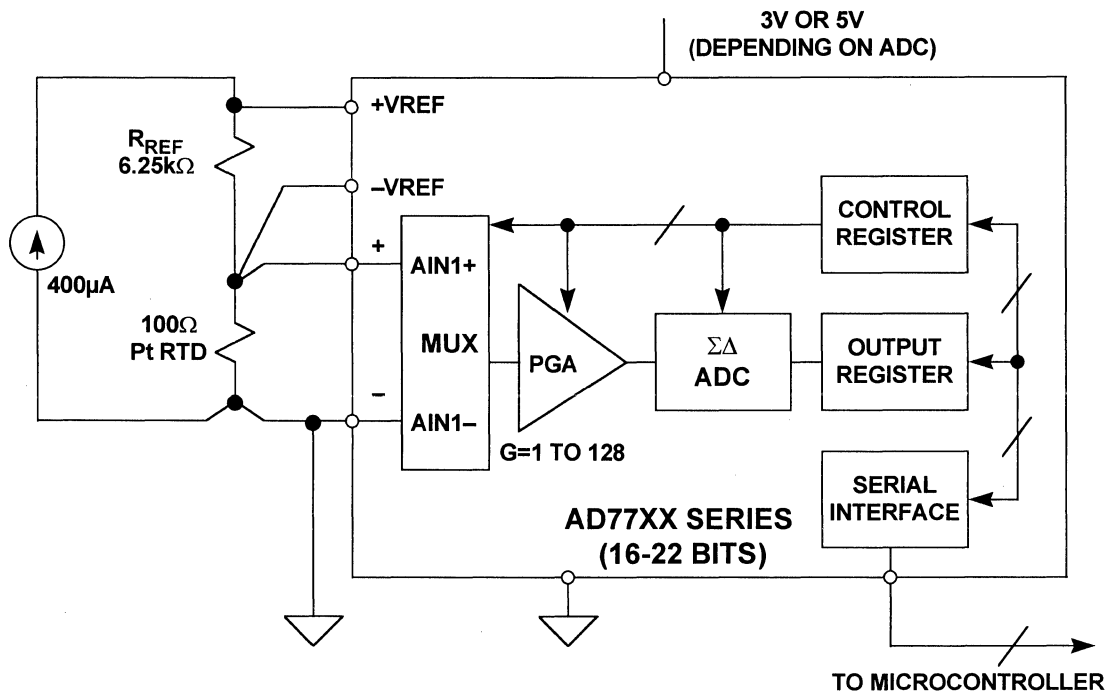 3V OR 5V
(DEPENDING ON ADC)
+VREF
R_REF
6.25kΩ
–VREF
400µA
+
AIN1+
100Ω
Pt RTD
MUX
–
AIN1–
PGA
G=1 TO 128
ΣΔ
ADC
CONTROL
REGISTER
OUTPUT
REGISTER
SERIAL
INTERFACE
AD77XX SERIES
(16-22 BITS)
TO MICROCONTROLLER